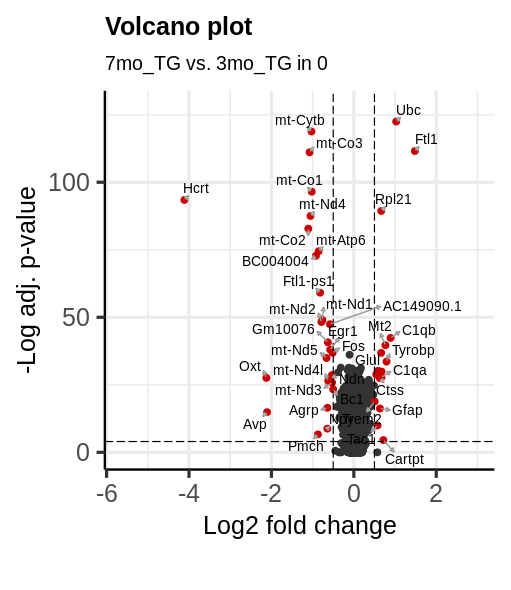 Volcano plot
7mo_TG vs. 3mo_TG in 0
Ubc
mt-Cytb
Ftl1
mt-Co3
mt-Co1
Hcrt
mt-Nd4
Rpl21
mt-Co2
mt-Atp6
BC004004
Ftl1-ps1
mt-Nd2
mt-Nd1
AC149090.1
Gm10076
Egr1
Mt2
C1qb
mt-Nd5
Fos
Tyrobp
Oxt
Glul
mt-Nd4l
Ndn
C1qa
mt-Nd3
Bc1
Ctss
Agrp
Gfap
Avp
Trem2
Pmch
Cartpt
100
50
0
-6
-4
-2
0
2
-Log adj. p-value
Log2 fold change